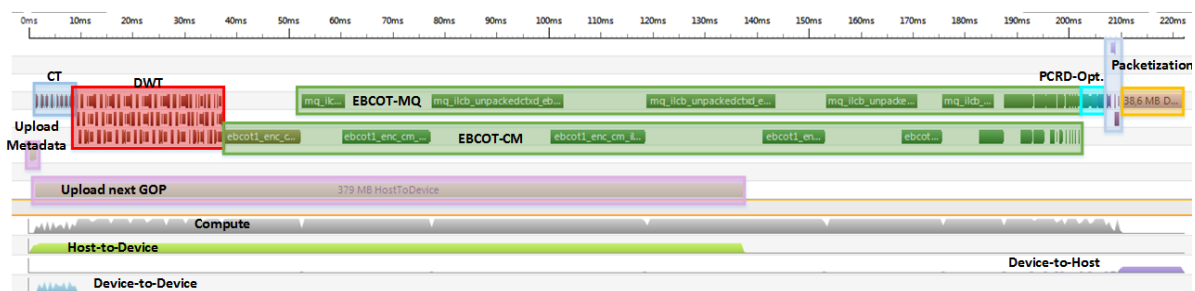 0ms 10ms 20ms 30ms 40ms 50ms 60ms 70ms 80ms 90ms 100ms 110ms 120ms 130ms 140ms 150ms 160ms 170ms 180ms 190ms 200ms 210ms 220ms
CT DWT PCRD-Opt. Packetization
mq_ilc... EBCOT-MQ mq_ilcb_unpackedctxd_eb... mq_ilcb_unpackedctxd_e... mq_ilcb_unpacke... mq_ilcb_... 38,6 MB D...
Upload
Metadata
ebcot1_enc_c... ebcot1_enc_cm_... EBCOT-CM ebcot1_enc_cm_il... ebcot1_en... ebcot...
Upload next GOP 379 MB HostToDevice
Compute
Host-to-Device
Device-to-Host
Device-to-Device